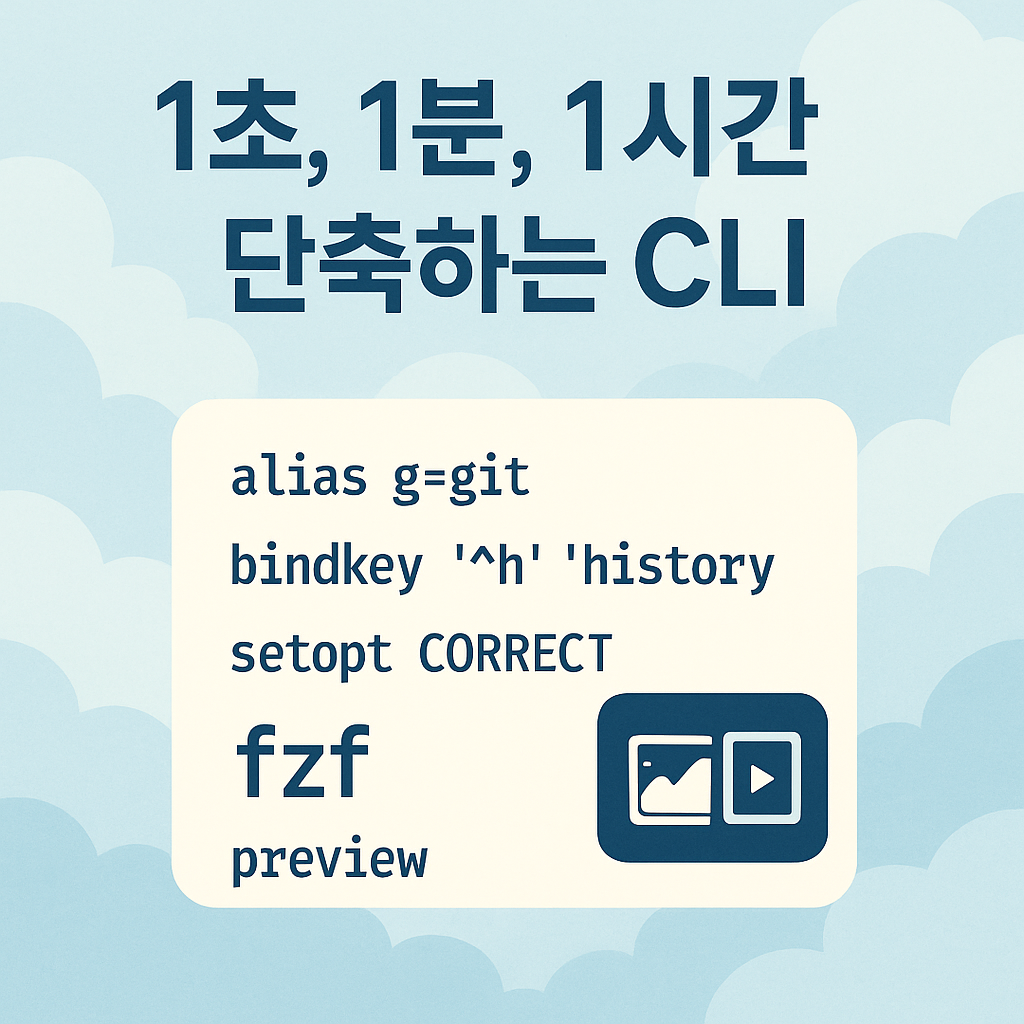 1초, 1분, 1시간
단축하는 CLI
alias g=git
bindkey '^h' 'history
setopt CORRECT
fzf
preview